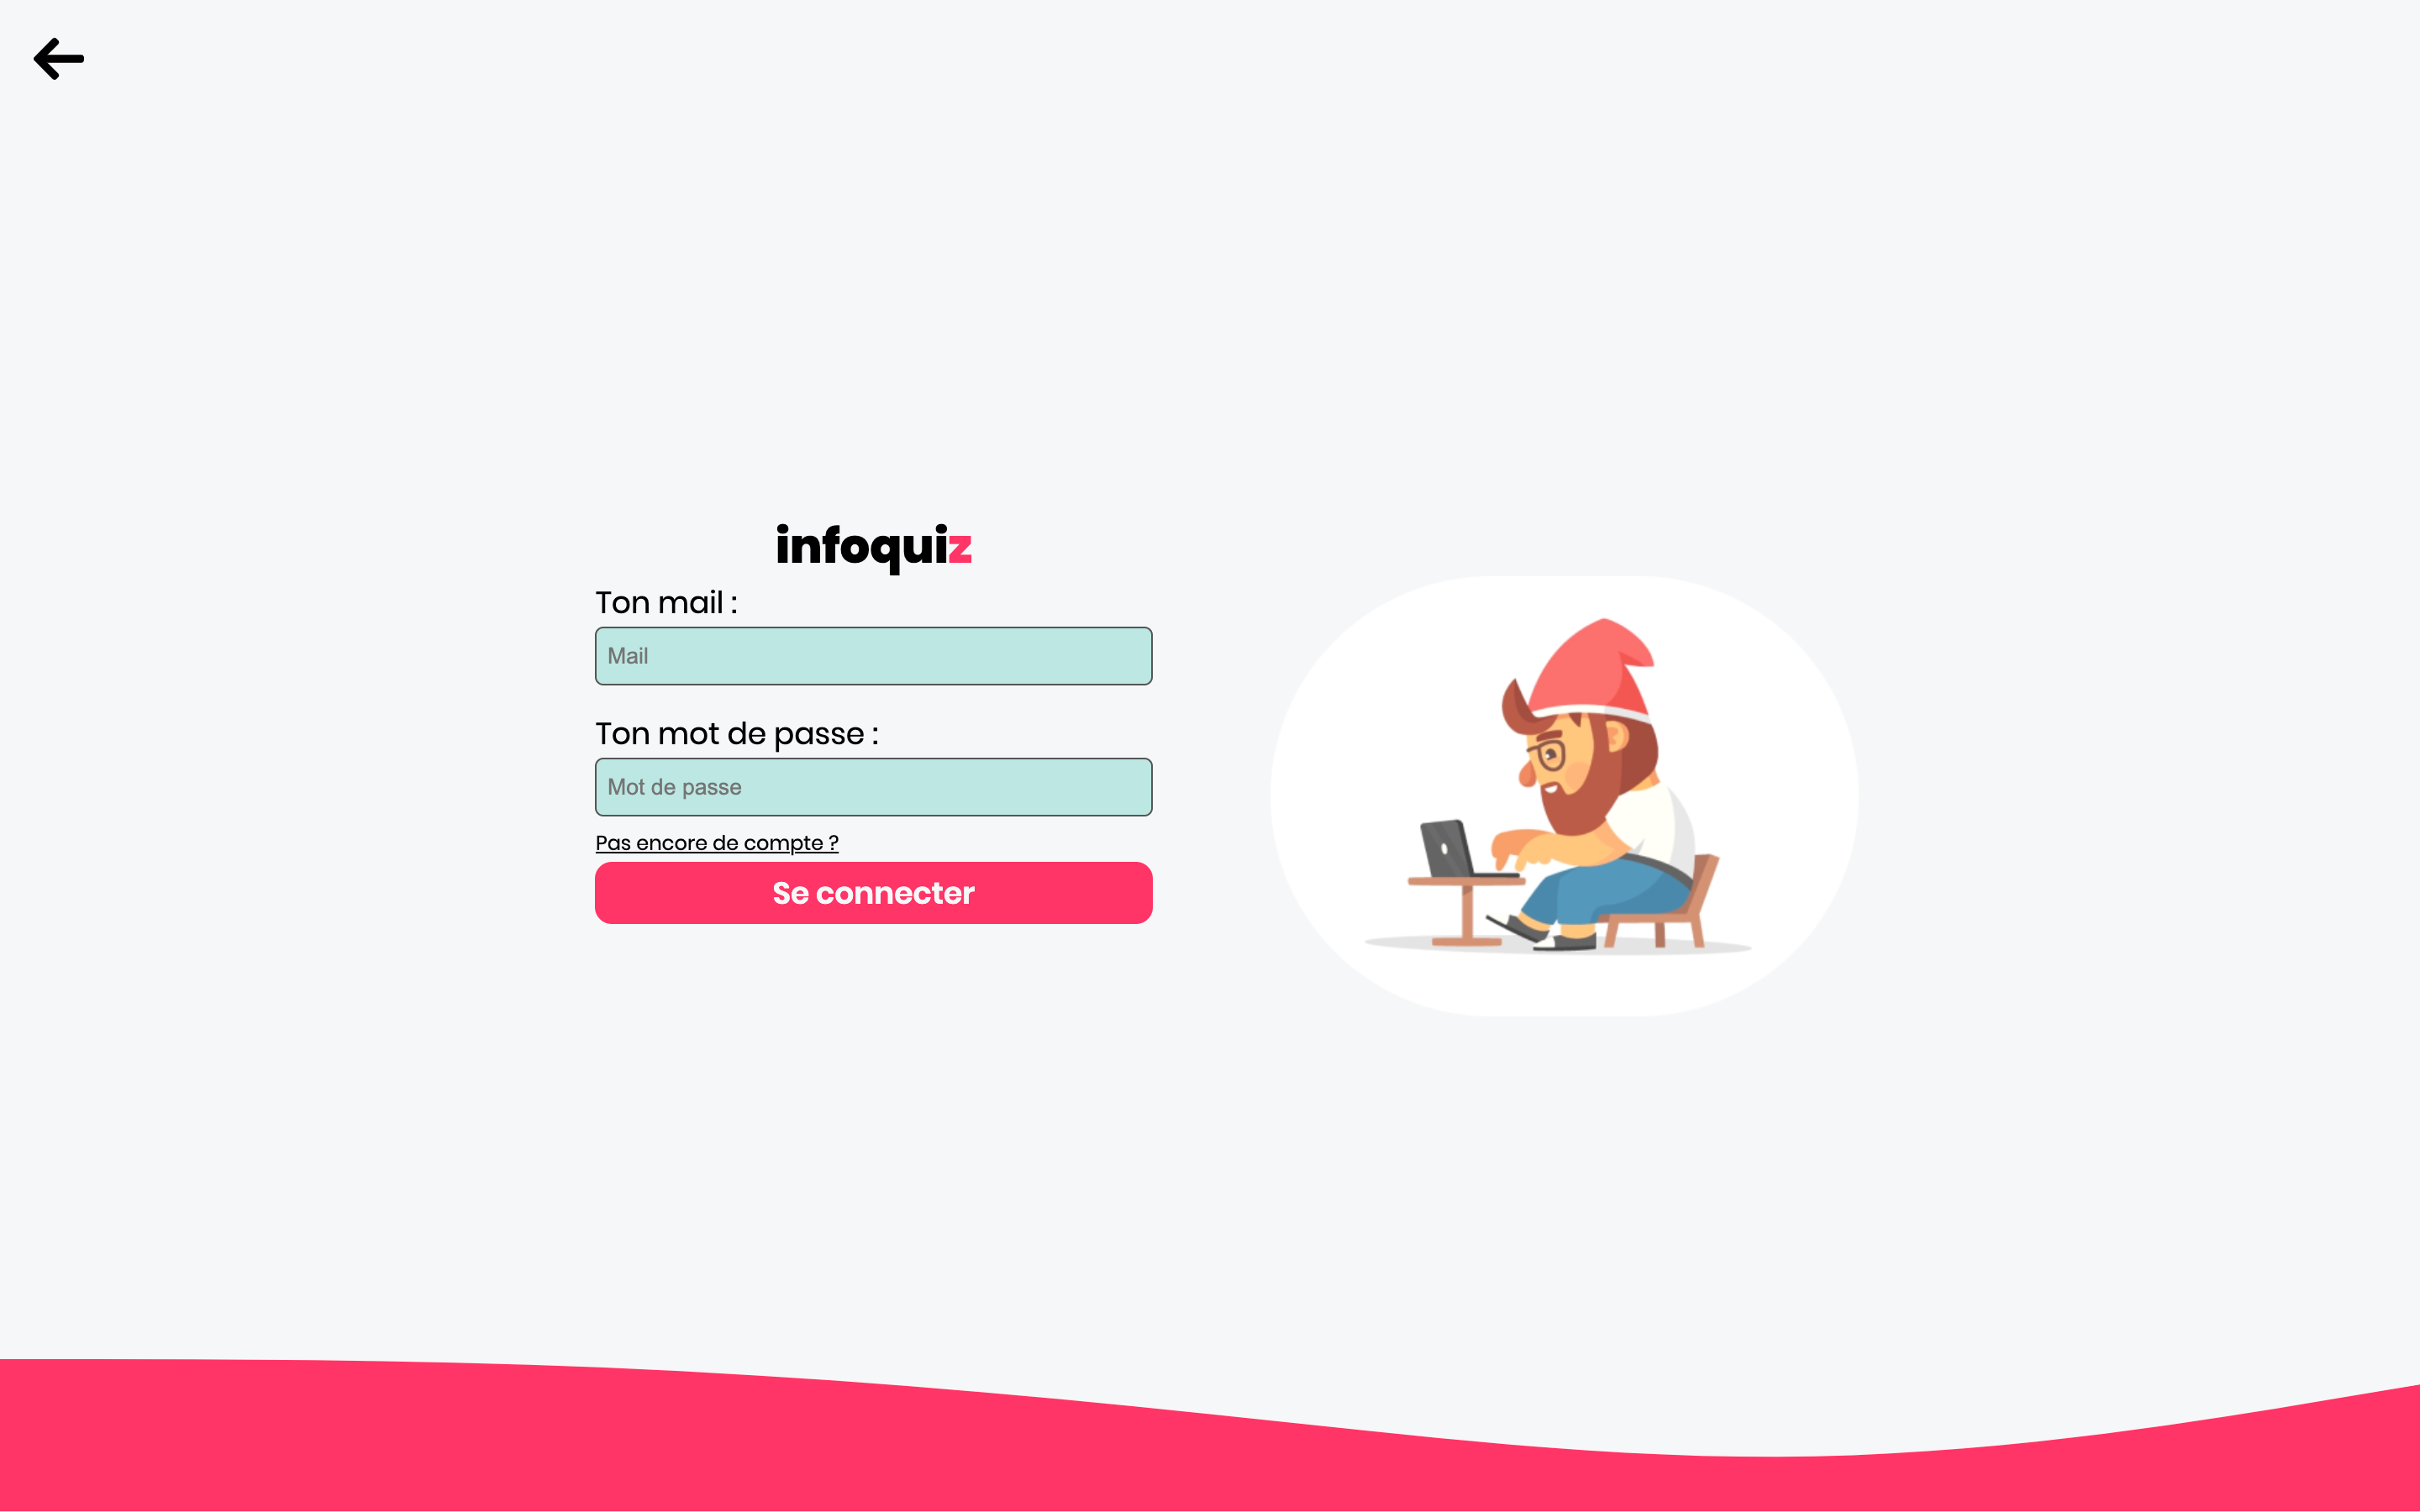 infoquiz
Ton mail :
Mail
Ton mot de passe :
Mot de passe
Pas encore de compte ?
Se connecter